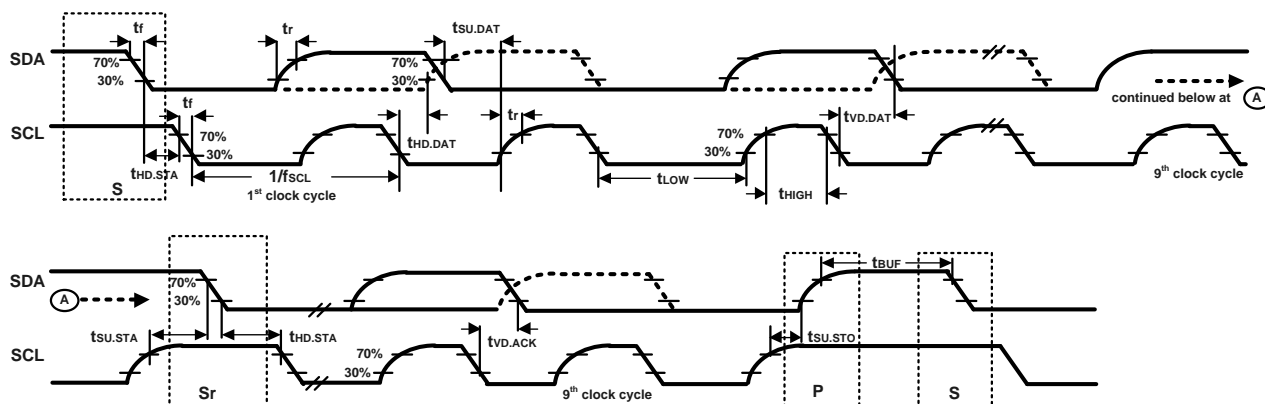 tf tr tSU.DAT
SDA 70% 30% 70% 30%
continued below at A
tf tHD.DAT tr tVD.DAT
SCL 70% 30% 70% 30%
tHD.STA 1/fSCL tLOW tHIGH
S 1st clock cycle 9th clock cycle
SDA 70% 30% tBUF
A
tSU.STA tHD.STA tVD.ACK tSU.STO
SCL 70% 30%
Sr 9th clock cycle P S